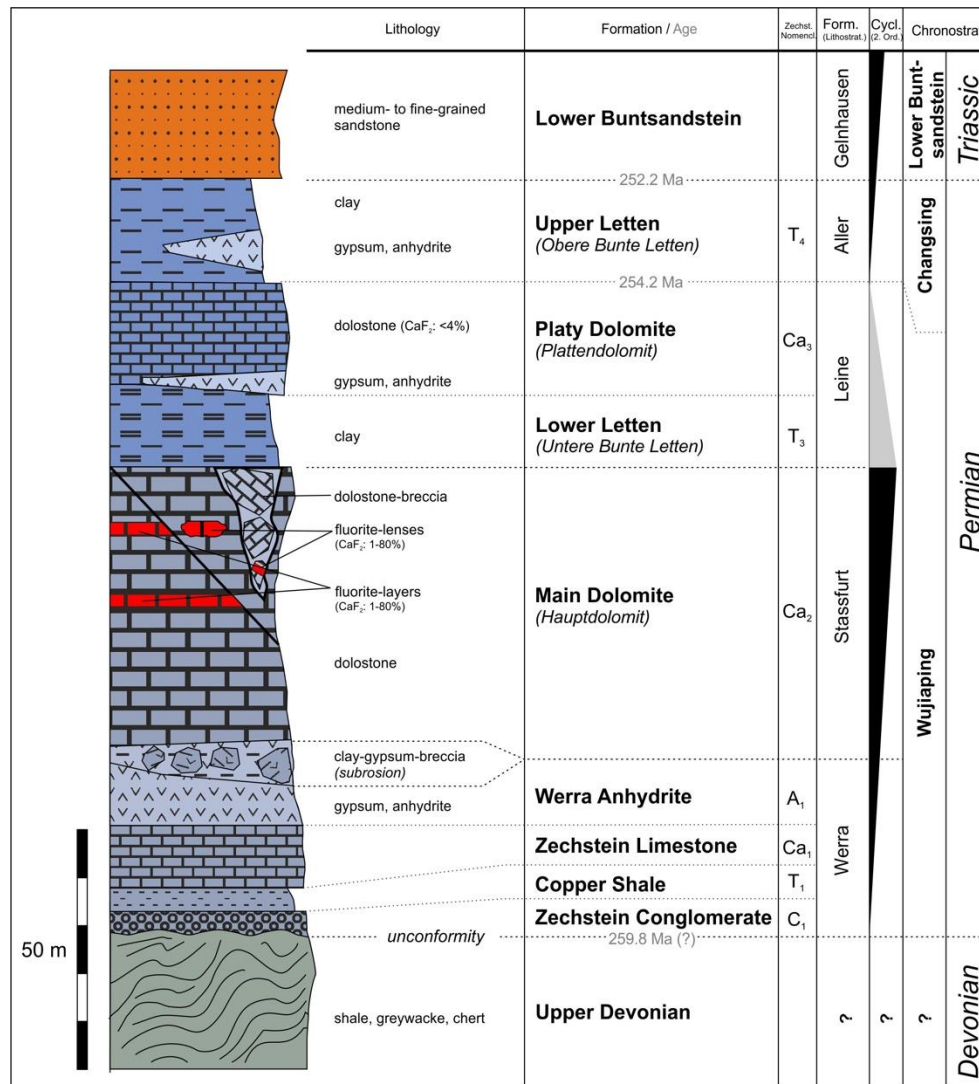 Lithology
Formation / Age
Zechst.
Nomencl.
Form.
(Lithostrat.)
Cycl.
(2. Ord.)
Chronostrat
medium- to fine-grained
sandstone
Lower Buntsandstein
Gelnhausen
Lower Bunt-
sandstein
Triassic
252.2 Ma
clay
gypsum, anhydrite
Upper Letten
(Obere Bunte Letten)
T4
Aller
Changsing
254.2 Ma
dolostone (CaF2: <4%)
gypsum, anhydrite
Platy Dolomite
(Plattendolomit)
Ca3
Leine
clay
Lower Letten
(Untere Bunte Letten)
T3
Permian
dolostone-breccia
fluorite-lenses
(CaF2: 1-80%)
fluorite-layers
(CaF2: 1-80%)
dolostone
Main Dolomite
(Hauptdolomit)
Ca2
Stassfurt
Wujiaping
clay-gypsum-breccia
(subrosion)
gypsum, anhydrite
Werra Anhydrite
A1
Zechstein Limestone
Ca1
Werra
Copper Shale
T1
Zechstein Conglomerate
C1
unconformity
259.8 Ma (?)
50 m
shale, greywacke, chert
Upper Devonian
?
?
?
Devonian